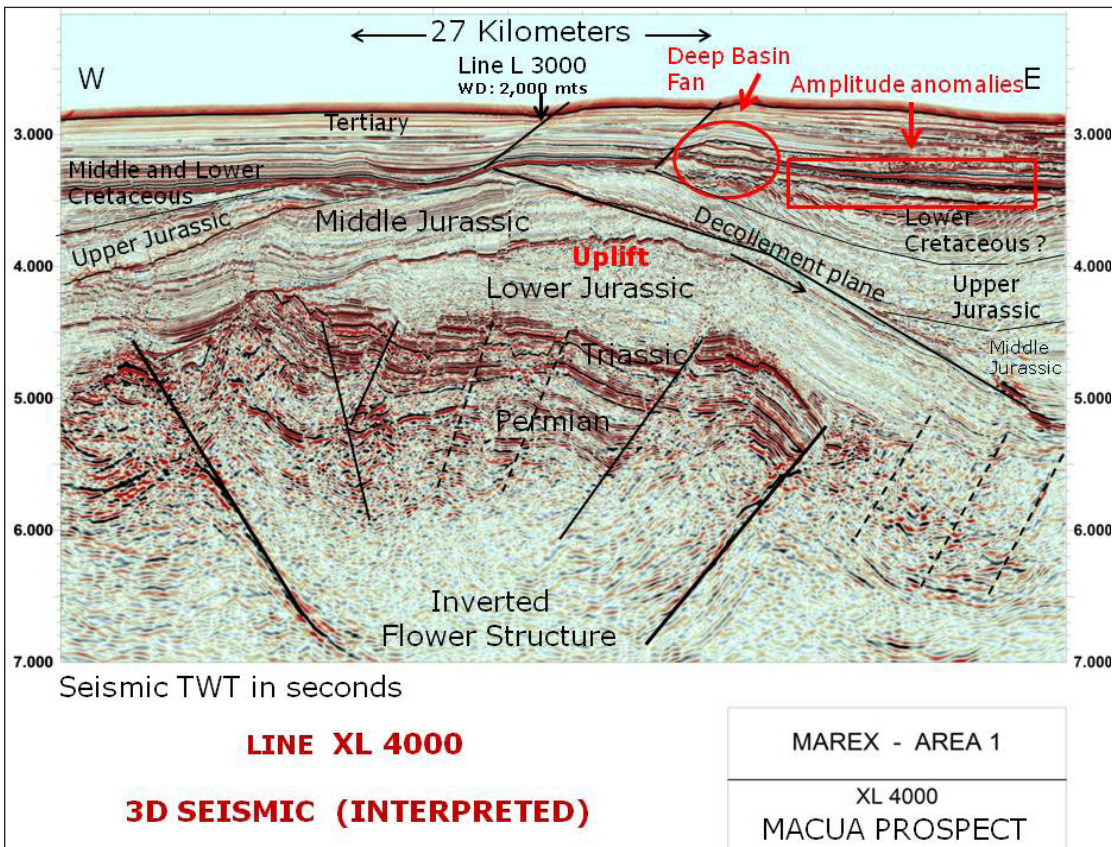 27 Kilometers
W
Line L 3000
WD: 2,000 mts
Deep Basin
Fan
E
Amplitude anomalies
3.000
Tertiary
3.000
Middle and Lower
Cretaceous
Upper Jurassic
Middle Jurassic
Decollement plane
Lower
Cretaceous ?
4.000
Uplift
Lower Jurassic
4.000
Upper
Jurassic
Triassic
Middle
Jurassic
5.000
Permian
5.000
6.000
6.000
Inverted
Flower Structure
7.000
7.000
Seismic TWT in seconds
LINE XL 4000
3D SEISMIC (INTERPRETED)
MAREX - AREA 1
XL 4000
MACUA PROSPECT